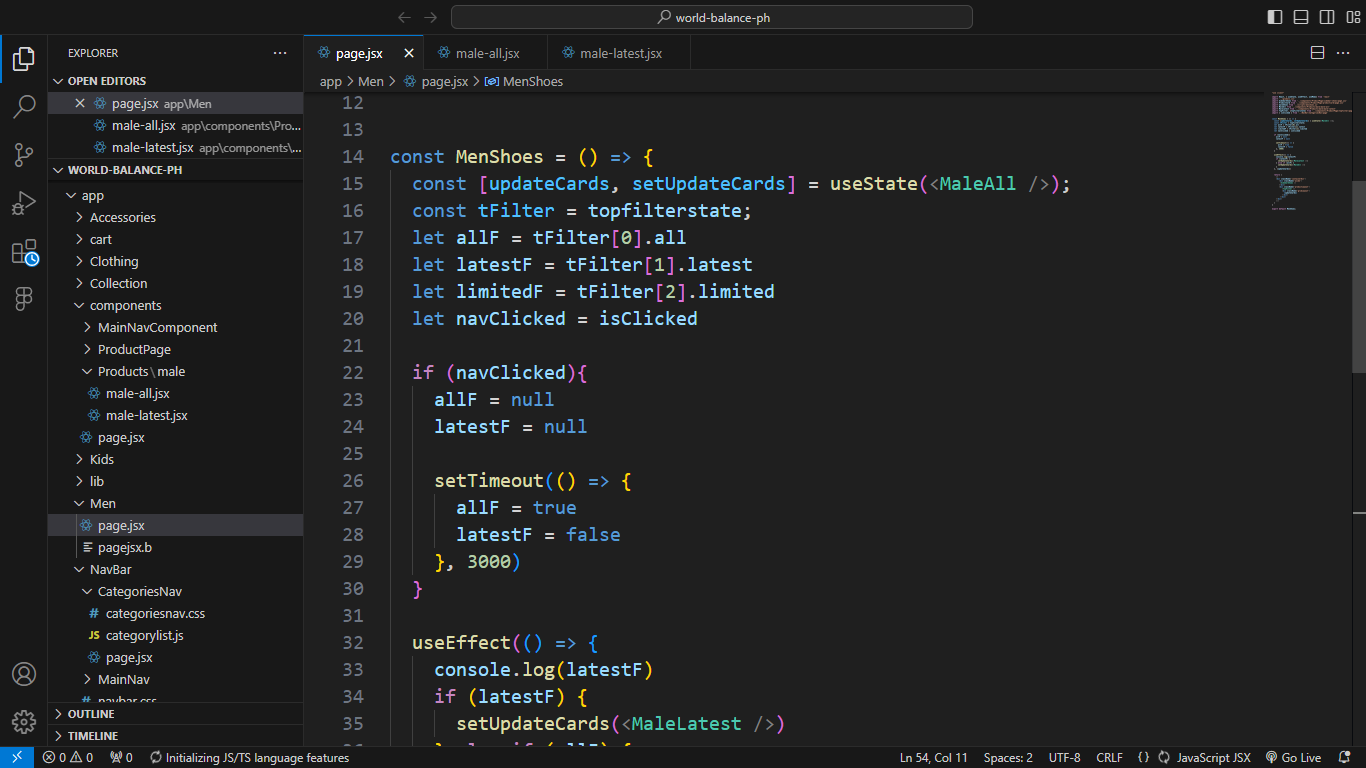 world-balance-ph
EXPLORER
OPEN EDITORS
page.jsx app\Men
male-all.jsx app\components\Pro...
male-latest.jsx app\components\...
WORLD-BALANCE-PH
app
Accessories
cart
Clothing
Collection
components
MainNavComponent
ProductPage
Products\male
male-all.jsx
male-latest.jsx
page.jsx
Kids
lib
Men
page.jsx
pagejsx.b
NavBar
CategoriesNav
# categoriesnav.css
JS categorylist.js
page.jsx
MainNav
# navbar.css
OUTLINE
TIMELINE
page.jsx male-all.jsx male-latest.jsx
app > Men > page.jsx > MenShoes
12
13
14 const MenShoes = () => {
15 const [updateCards, setUpdateCards] = useState(<MaleAll />);
16 const tFilter = topfilterstate;
17 let allF = tFilter[0].all
18 let latestF = tFilter[1].latest
19 let limitedF = tFilter[2].limited
20 let navClicked = isClicked
21
22 if (navClicked){
23 allF = null
24 latestF = null
25
26 setTimeout(() => {
27 allF = true
28 latestF = false
29 }, 3000)
30 }
31
32 useEffect(() => {
33 console.log(latestF)
34 if (latestF) {
35 setUpdateCards(<MaleLatest />)
0 0 0 Initializing JS/TS language features Ln 54, Col 11 Spaces: 2 UTF-8 CRLF {} JavaScript JSX Go Live